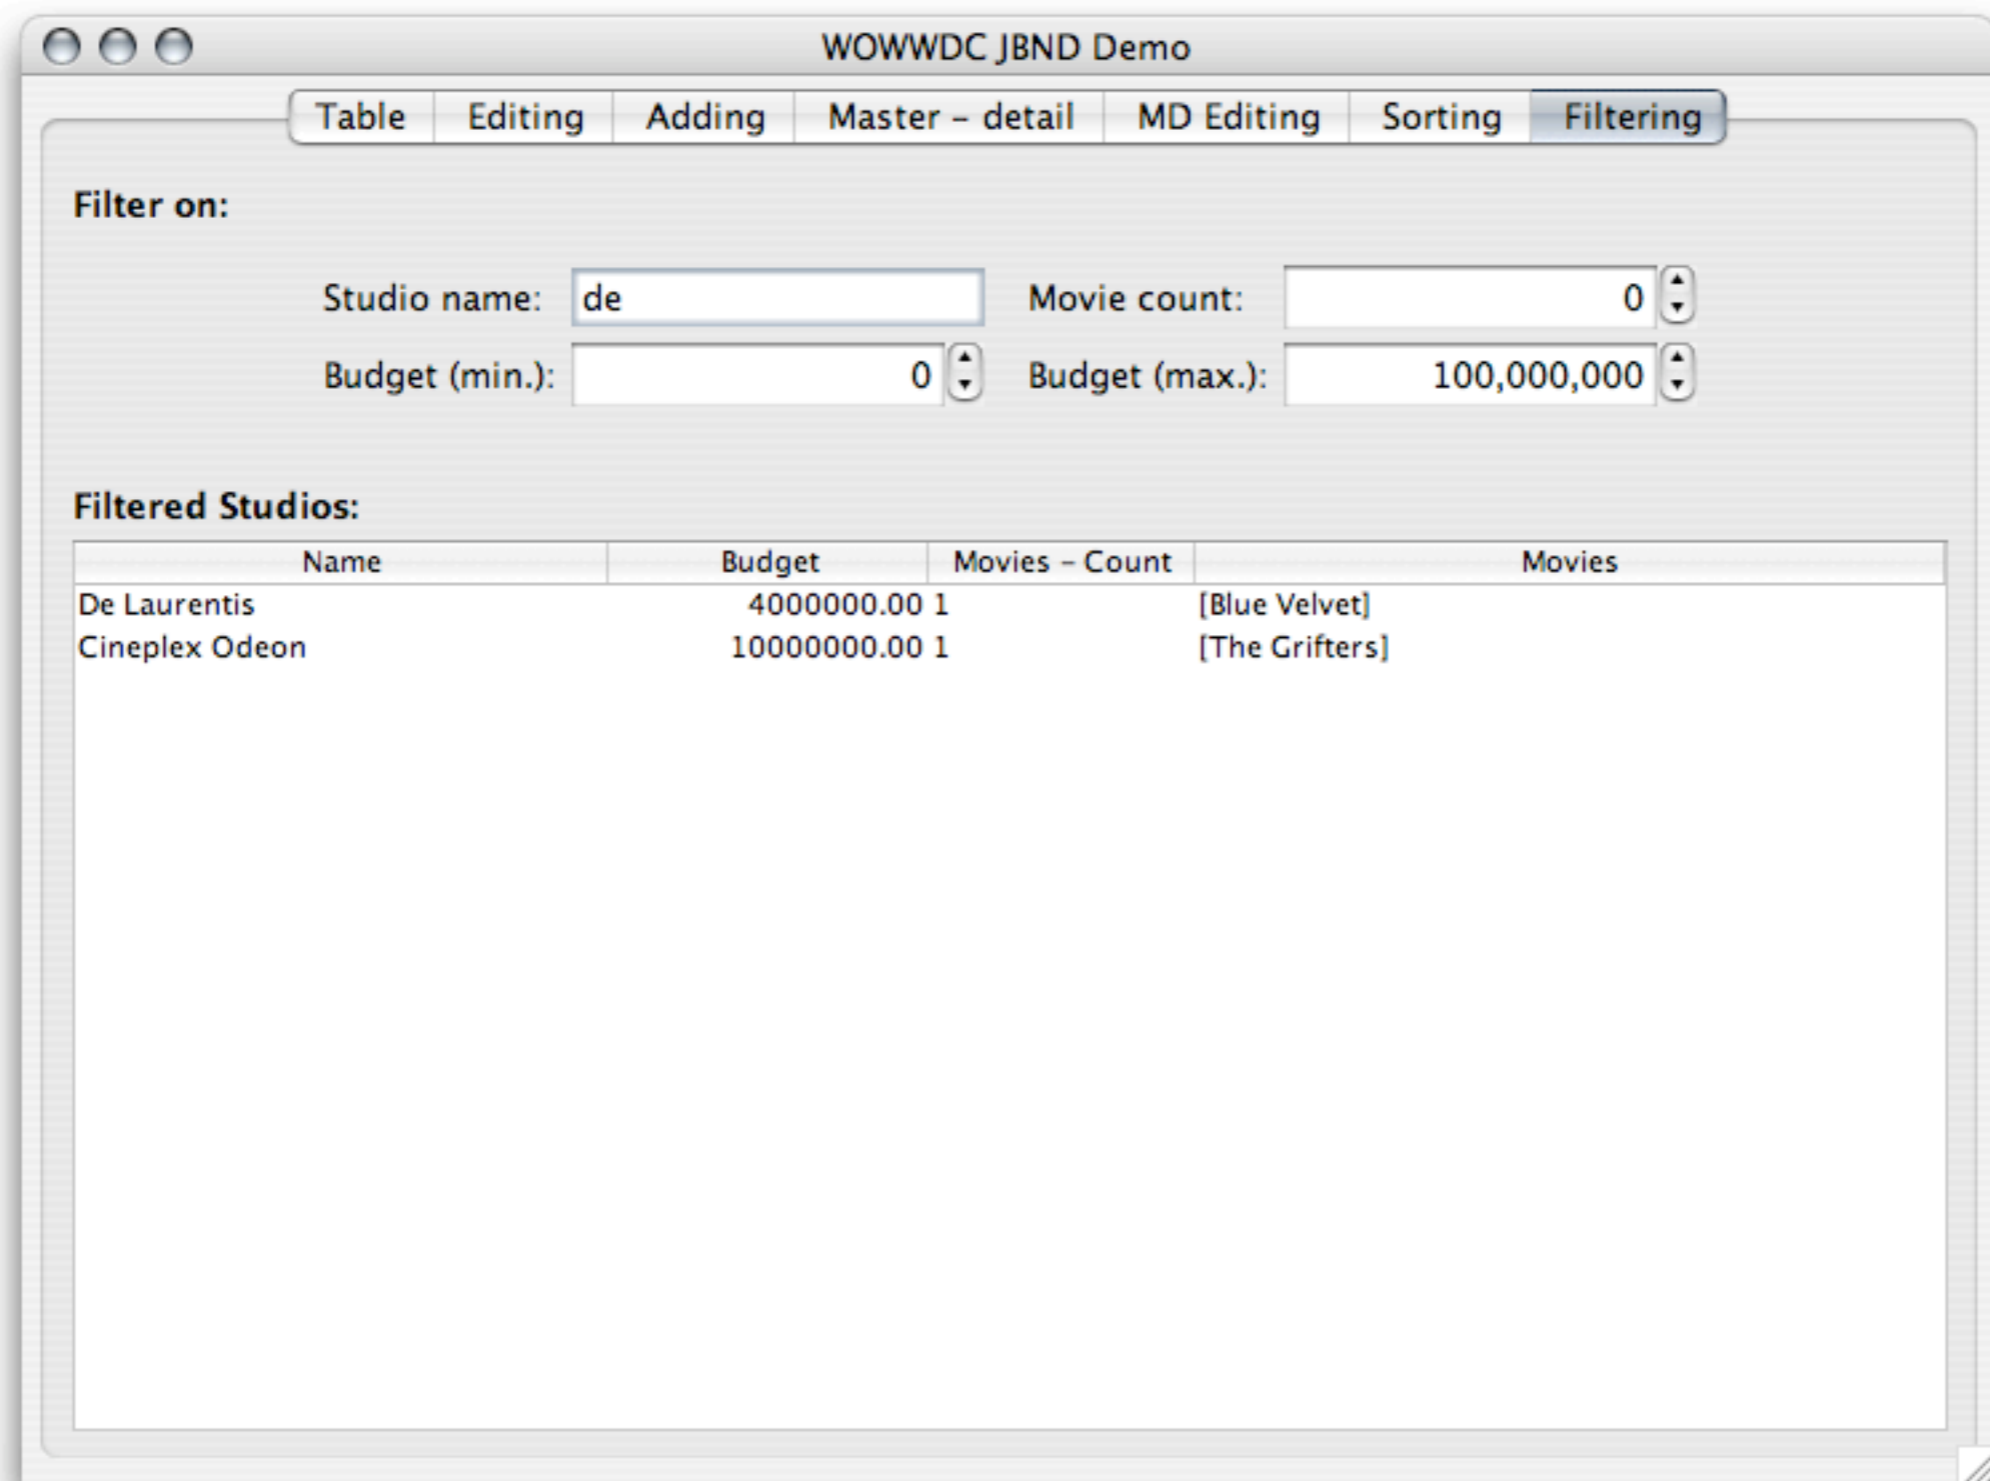 WOWWDC JBND Demo
Table Editing Adding Master – detail MD Editing Sorting Filtering
Filter on:
Studio name: de Movie count: 0
Budget (min.): 0 Budget (max.): 100,000,000
Filtered Studios:
Name Budget Movies – Count Movies
De Laurentis 4000000.00 1 [Blue Velvet]
Cineplex Odeon 10000000.00 1 [The Grifters]